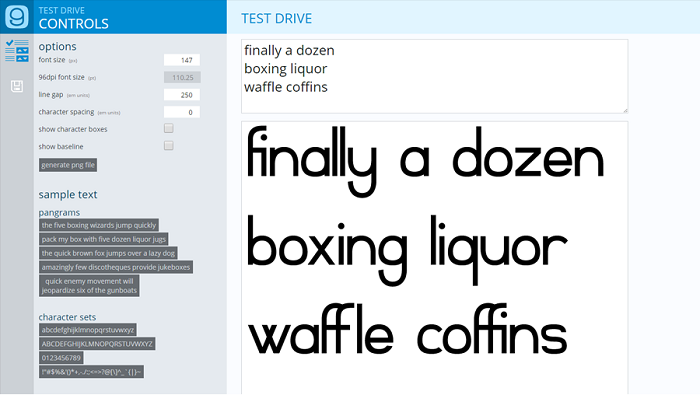 TEST DRIVE
CONTROLS
options
font size (px) 147
96dpi font size (pt) 110.25
line gap (em units) 250
character spacing (em units) 0
show character boxes
show baseline
generate png file
sample text
pangrams
the five boxing wizards jump quickly
pack my box with five dozen liquor jugs
the quick brown fox jumps over a lazy dog
amazingly few discotheques provide jukeboxes
quick enemy movement will
jeopardize six of the gunboats
character sets
abcdefghijklmnopqrstuvwxyz
ABCDEFGHIJKLMNOPQRSTUVWXYZ
0123456789
TEST DRIVE
finally a dozen
boxing liquor
waffle coffins
finally a dozen
boxing liquor
waffle coffins